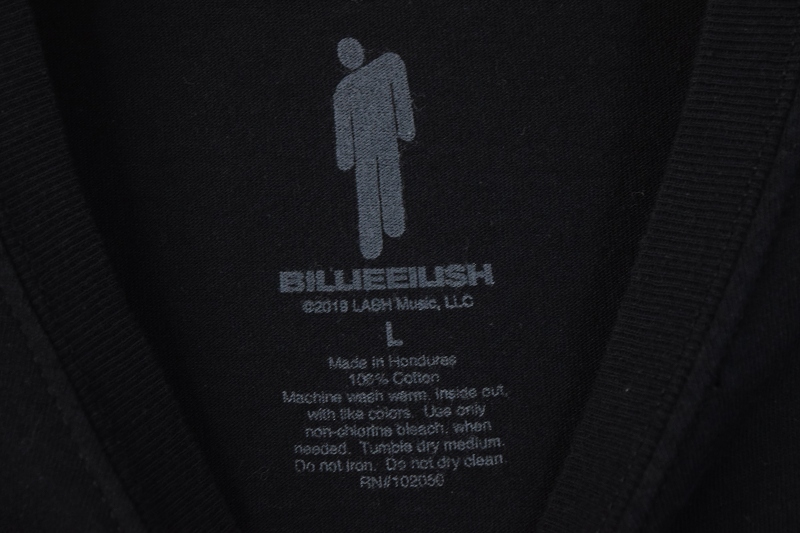 BILLIEEILISH
©2019 LASH Music, LLC
L
Made in Honduras
100% Cotton
Machine wash warm, inside out,
with like colors. Use only
non-chlorine bleach, when
needed. Tumble dry medium.
Do not iron. Do not dry clean.
RN#102050